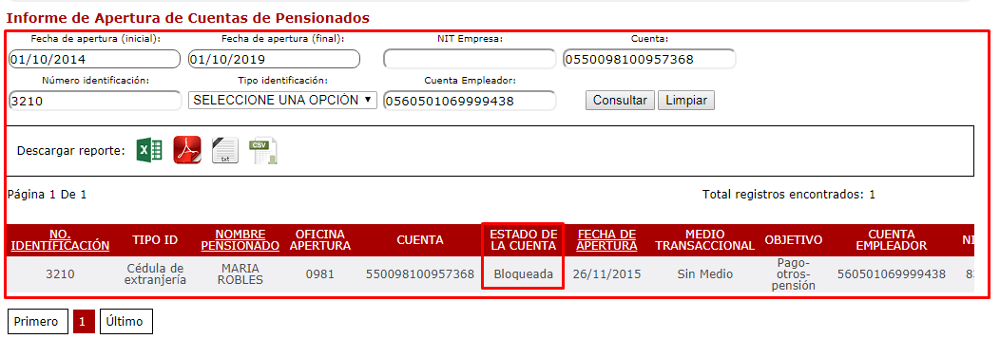 Informe de Apertura de Cuentas de Pensionados
Fecha de apertura (inicial): Fecha de apertura (final): NIT Empresa: Cuenta:
01/10/2014 01/10/2019 0550098100957368
Número identificación: Tipo identificación: Cuenta Empleador:
3210 SELECCIONE UNA OPCIÓN 0560501069999438 Consultar Limpiar
Descargar reporte: txt CSV
Página 1 De 1 Total registros encontrados: 1
NO. IDENTIFICACIÓN TIPO ID NOMBRE PENSIONADO OFICINA APERTURA CUENTA ESTADO DE LA CUENTA FECHA DE APERTURA MEDIO TRANSACCIONAL OBJETIVO CUENTA EMPLEADOR
3210 Cédula de extranjería MARIA ROBLES 0981 550098100957368 Bloqueada 26/11/2015 Sin Medio Pago-otros-pensión 560501069999438
Primero 1 Último